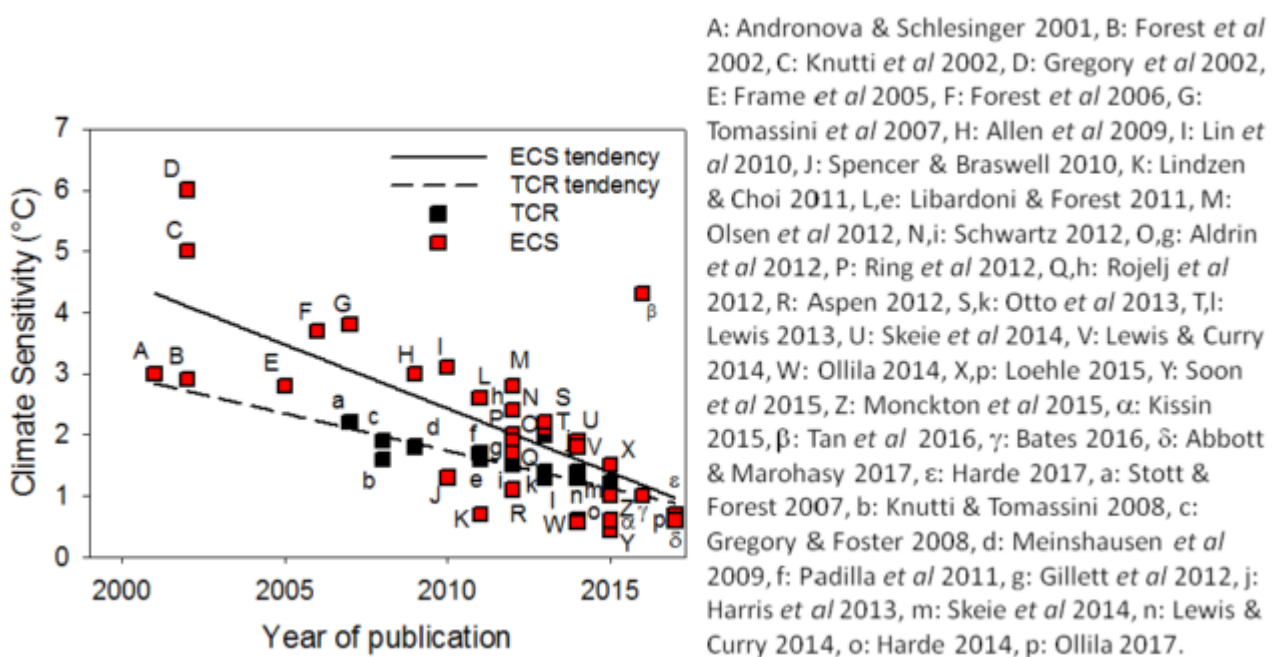 7
6
5
4
3
2
1
0
Climate Sensitivity (°C)
ECS tendency
TCR tendency
TCR
ECS
D
C
F
G
A
B
E
H
I
β
L
M
h
N
S
a
c
d
f
P
O
T
U
j
V
X
b
e
g
Q
i
k
n
m
ε
J
K
R
l
W
o
Z
α
γ
p
Y
δ
2000
2005
2010
2015
Year of publication
A: Andronova & Schlesinger 2001, B: Forest et al
2002, C: Knutti et al 2002, D: Gregory et al 2002,
E: Frame et al 2005, F: Forest et al 2006, G:
Tomassini et al 2007, H: Allen et al 2009, I: Lin et
al 2010, J: Spencer & Braswell 2010, K: Lindzen
& Choi 2011, L,e: Libardoni & Forest 2011, M:
Olsen et al 2012, N,i: Schwartz 2012, O,g: Aldrin
et al 2012, P: Ring et al 2012, Q,h: Rojelj et al
2012, R: Aspen 2012, S,k: Otto et al 2013, T,l:
Lewis 2013, U: Skeie et al 2014, V: Lewis & Curry
2014, W: Ollila 2014, X,p: Loehle 2015, Y: Soon
et al 2015, Z: Monckton et al 2015, α: Kissin
2015, β: Tan et al 2016, γ: Bates 2016, δ: Abbott
& Marohasy 2017, ε: Harde 2017, a: Stott &
Forest 2007, b: Knutti & Tomassini 2008, c:
Gregory & Foster 2008, d: Meinshausen et al
2009, f: Padilla et al 2011, g: Gillett et al 2012, j:
Harris et al 2013, m: Skeie et al 2014, n: Lewis &
Curry 2014, o: Harde 2014, p: Ollila 2017.